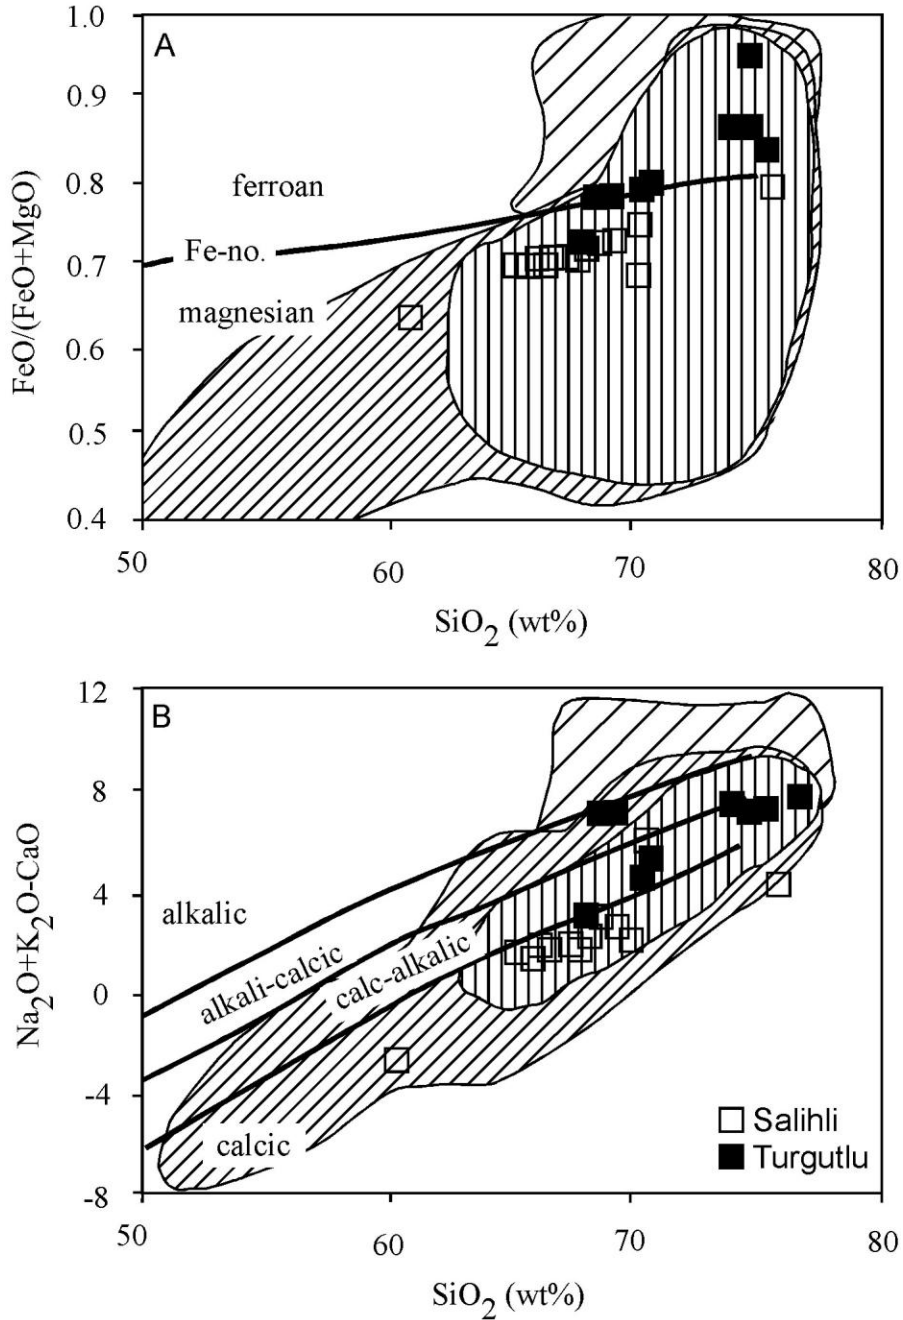 A
1.0
0.9
0.8
0.7
0.6
0.5
0.4
FeO/(FeO+MgO)
ferroan
Fe-no.
magnesian
50 60 70 80
SiO2 (wt%)
B
12
8
4
0
-4
-8
Na2O+K2O-CaO
alkalic
alkali-calcic
calc-alkalic
calcic
Salihli
Turgutlu
50 60 70 80
SiO2 (wt%)